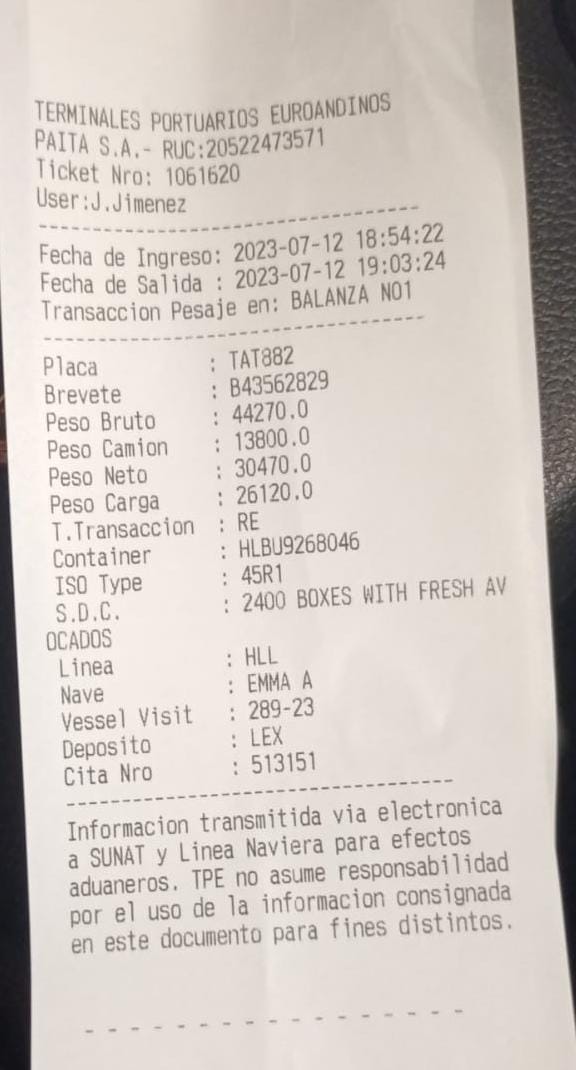 TERMINALES PORTUARIOS EUROANDINOS
PAITA S.A.- RUC:20522473571
Ticket Nro: 1061620
User:J.Jimenez
Fecha de Ingreso: 2023-07-12 18:54:22
Fecha de Salida : 2023-07-12 19:03:24
Transaccion Pesaje en: BALANZA NO1
Placa : TAT882
Brevete : B43562829
Peso Bruto : 44270.0
Peso Camion : 13800.0
Peso Neto : 30470.0
Peso Carga : 26120.0
T.Transaccion : RE
Container : HLBU9268046
ISO Type : 45R1
S.D.C. : 2400 BOXES WITH FRESH AV
OCADOS
Linea : HLL
Nave : EMMA A
Vessel Visit : 289-23
Deposito : LEX
Cita Nro : 513151
Informacion transmitida via electronica
a SUNAT y Linea Naviera para efectos
aduaneros. TPE no asume responsabilidad
por el uso de la informacion consignada
en este documento para fines distintos.